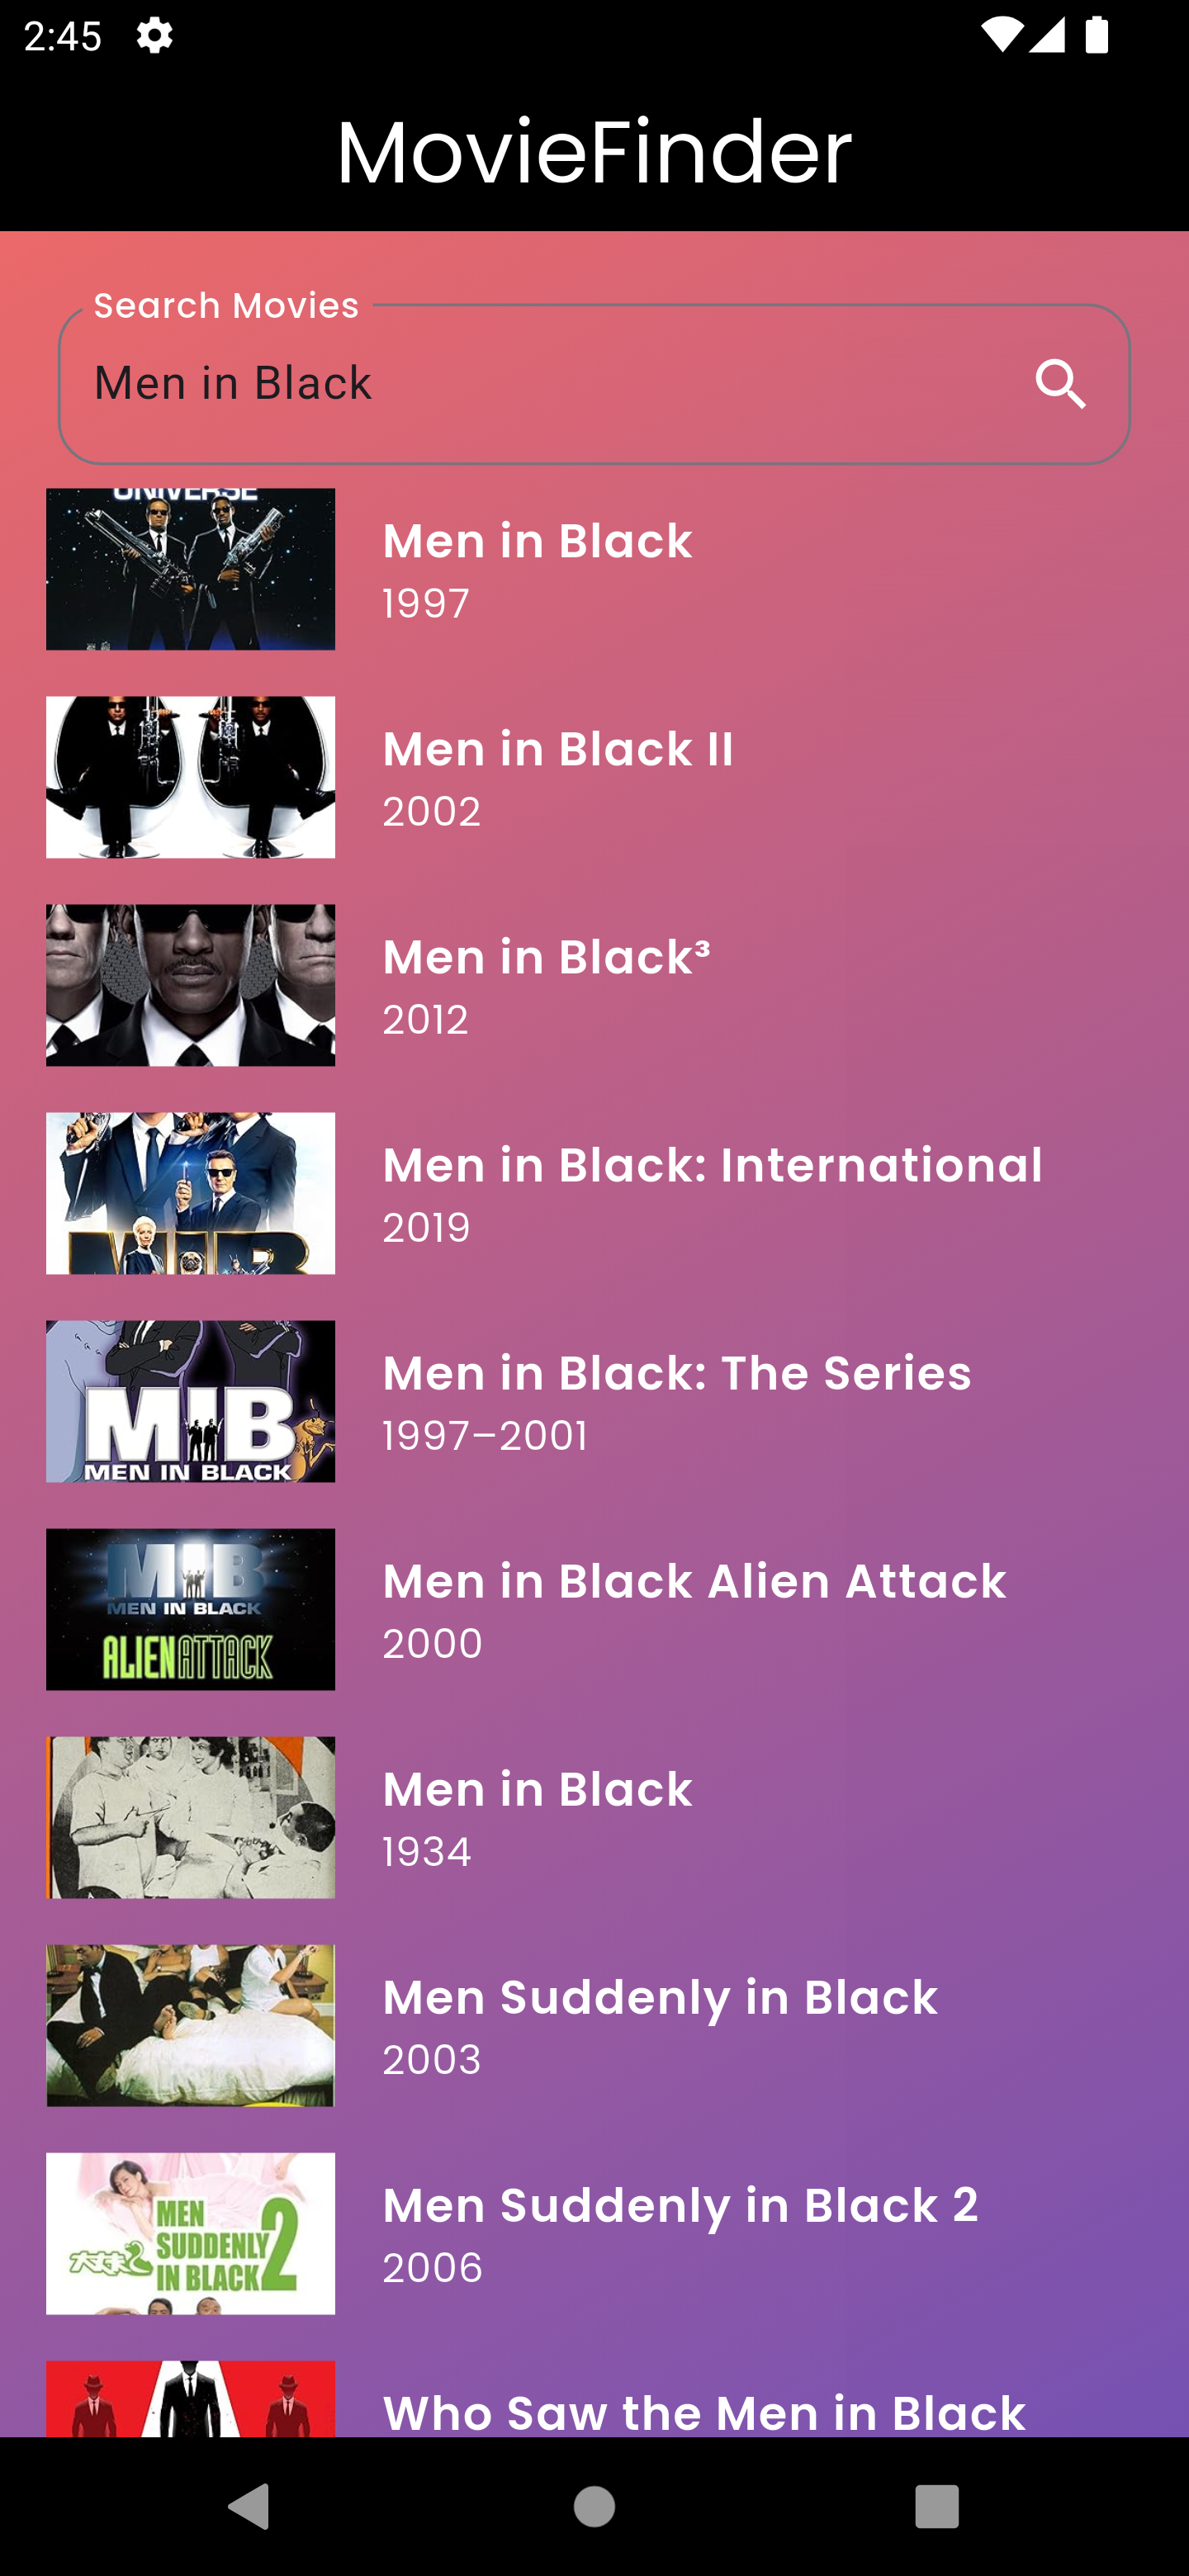 2:45
MovieFinder
Search Movies
Men in Black
UNIVERSE
Men in Black
1997
Men in Black II
2002
Men in Black³
2012
MIB
Men in Black: International
2019
MIB
MEN IN BLACK
Men in Black: The Series
1997–2001
MIB
MEN IN BLACK
ALIEN ATTACK
Men in Black Alien Attack
2000
Men in Black
1934
Men Suddenly in Black
2003
MEN
SUDDENLY
IN BLACK 2
大丈夫2
Men Suddenly in Black 2
2006
Who Saw the Men in Black